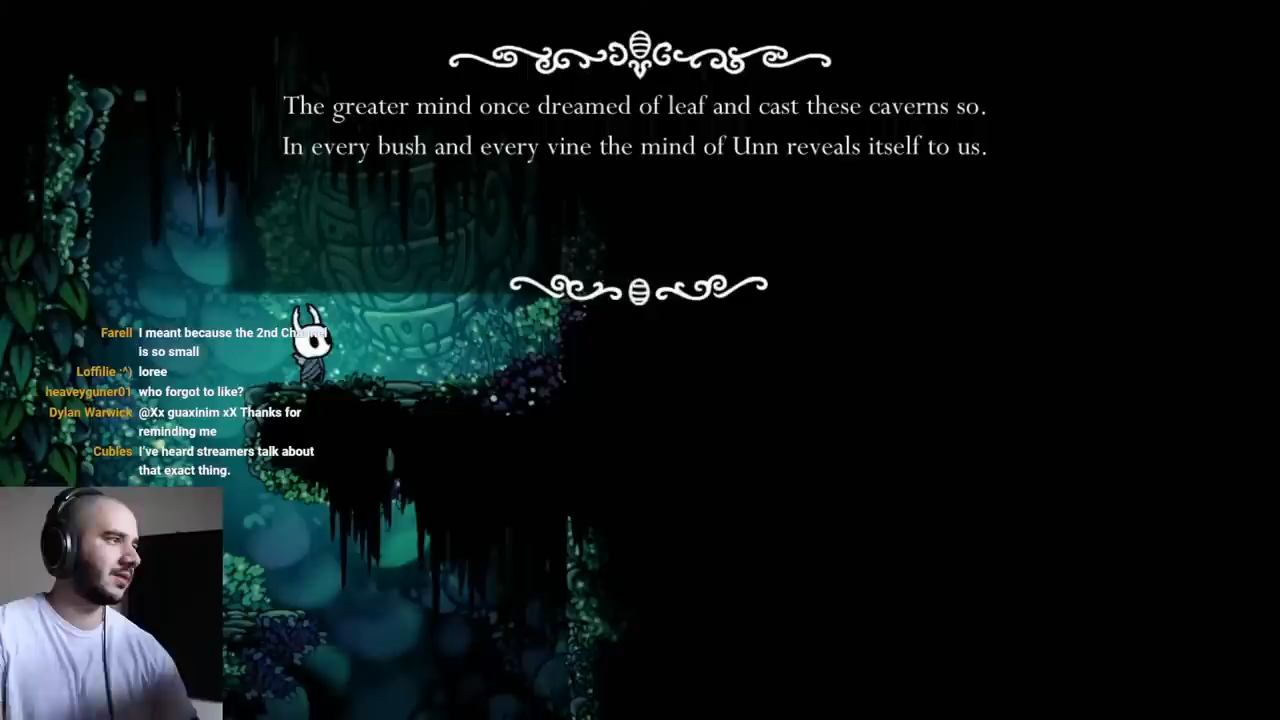 The greater mind once dreamed of leaf and cast these caverns so.
In every bush and every vine the mind of Unn reveals itself to us.
Farell I meant because the 2nd Channel
is so small
Loffilie :^) loree
heaveyguner01 who forgot to like?
Dylan Warwick @Xx guaxinim xX Thanks for
reminding me
Cubles I've heard streamers talk about
that exact thing.